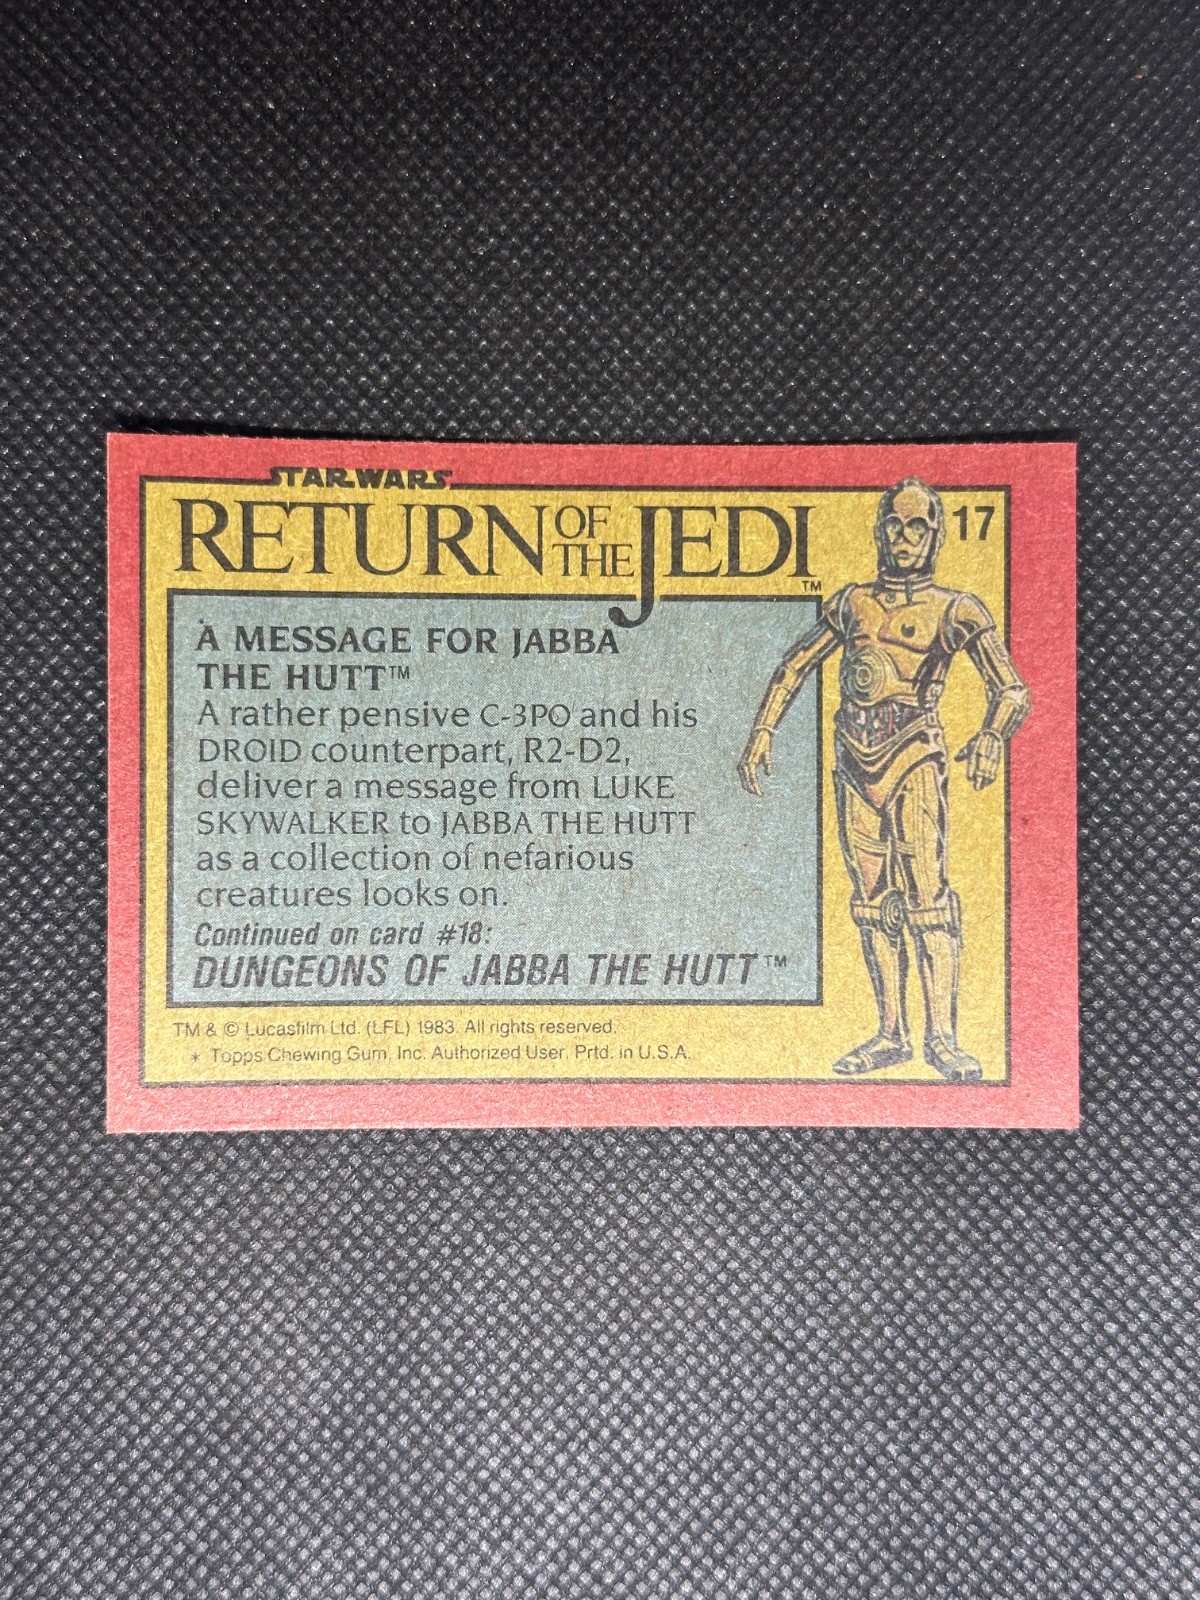 STAR WARS
RETURN OF THE JEDI™
17
A MESSAGE FOR JABBA
THE HUTT™
A rather pensive C-3PO and his
DROID counterpart, R2-D2,
deliver a message from LUKE
SKYWALKER to JABBA THE HUTT
as a collection of nefarious
creatures looks on.
Continued on card #18:
DUNGEONS OF JABBA THE HUTT™
TM & © Lucasfilm Ltd. (LFL) 1983. All rights reserved.
* Topps Chewing Gum, Inc. Authorized User. Prtd. in U.S.A.